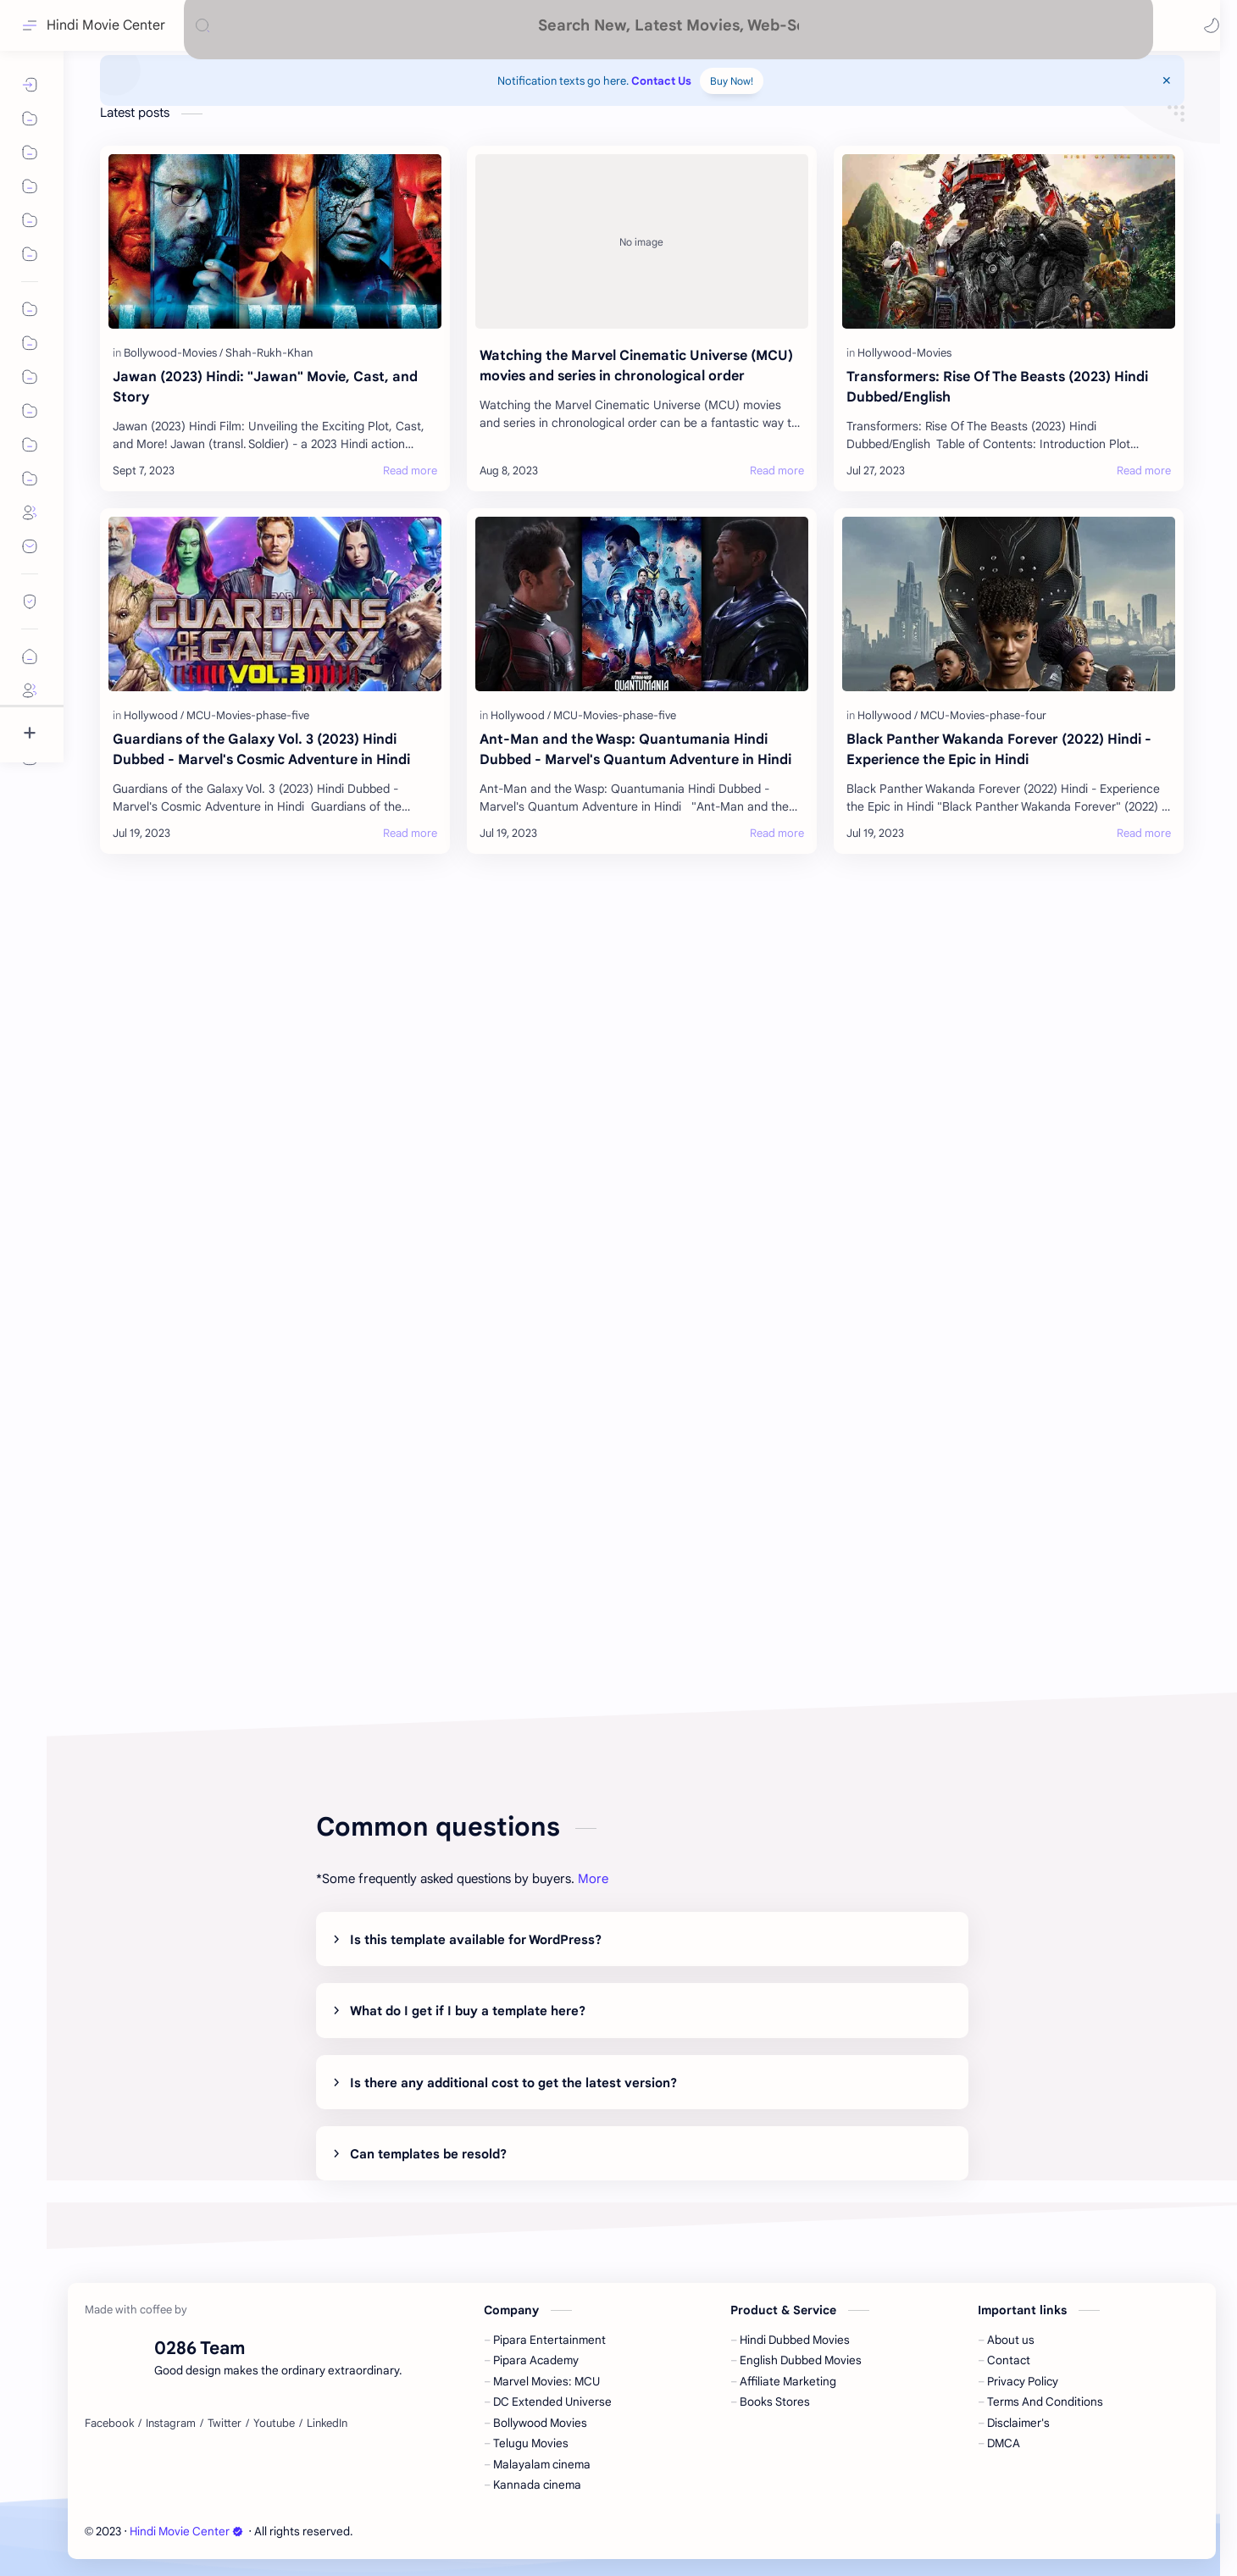 Hindi Movie Center
Search New, Latest Movies, Web-Se
Notification texts go here. Contact Us Buy Now!
Latest posts
in Bollywood-Movies / Shah-Rukh-Khan
Jawan (2023) Hindi: "Jawan" Movie, Cast, and
Story
Jawan (2023) Hindi Film: Unveiling the Exciting Plot, Cast,
and More! Jawan (transl. Soldier) - a 2023 Hindi action...
Sept 7, 2023 Read more
No image
Watching the Marvel Cinematic Universe (MCU)
movies and series in chronological order
Watching the Marvel Cinematic Universe (MCU) movies
and series in chronological order can be a fantastic way t...
Aug 8, 2023 Read more
in Hollywood-Movies
Transformers: Rise Of The Beasts (2023) Hindi
Dubbed/English
Transformers: Rise Of The Beasts (2023) Hindi
Dubbed/English Table of Contents: Introduction Plot...
Jul 27, 2023 Read more
GUARDIANS
OF THE GALAXY
VOL.3
in Hollywood / MCU-Movies-phase-five
Guardians of the Galaxy Vol. 3 (2023) Hindi
Dubbed - Marvel's Cosmic Adventure in Hindi
Guardians of the Galaxy Vol. 3 (2023) Hindi Dubbed -
Marvel's Cosmic Adventure in Hindi Guardians of the...
Jul 19, 2023 Read more
QUANTUMANIA
in Hollywood / MCU-Movies-phase-five
Ant-Man and the Wasp: Quantumania Hindi
Dubbed - Marvel's Quantum Adventure in Hindi
Ant-Man and the Wasp: Quantumania Hindi Dubbed -
Marvel's Quantum Adventure in Hindi "Ant-Man and the...
Jul 19, 2023 Read more
in Hollywood / MCU-Movies-phase-four
Black Panther Wakanda Forever (2022) Hindi -
Experience the Epic in Hindi
Black Panther Wakanda Forever (2022) Hindi - Experience
the Epic in Hindi "Black Panther Wakanda Forever" (2022) ...
Jul 19, 2023 Read more
Common questions
*Some frequently asked questions by buyers. More
Is this template available for WordPress?
What do I get if I buy a template here?
Is there any additional cost to get the latest version?
Can templates be resold?
Made with coffee by
0286 Team
Good design makes the ordinary extraordinary.
Facebook / Instagram / Twitter / Youtube / LinkedIn
Company
Pipara Entertainment
Pipara Academy
Marvel Movies: MCU
DC Extended Universe
Bollywood Movies
Telugu Movies
Malayalam cinema
Kannada cinema
Product & Service
Hindi Dubbed Movies
English Dubbed Movies
Affiliate Marketing
Books Stores
Important links
About us
Contact
Privacy Policy
Terms And Conditions
Disclaimer's
DMCA
© 2023 · Hindi Movie Center · All rights reserved.